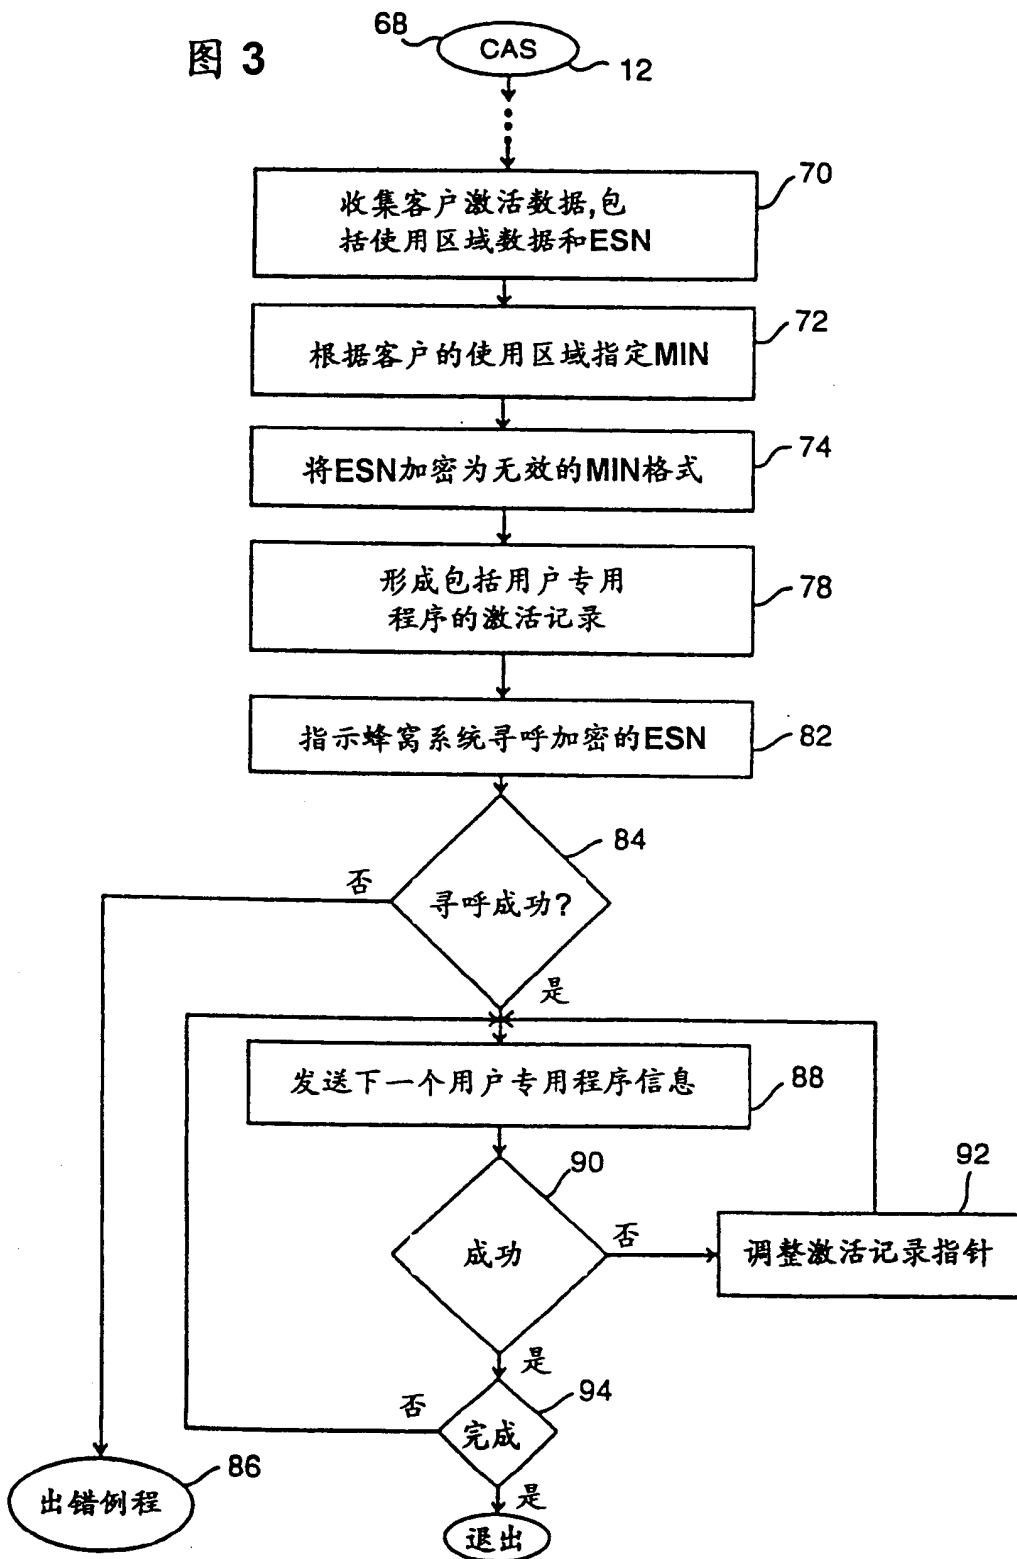 图 3
68
CAS
12
70
收集客户激活数据,包
括使用区域数据和ESN
72
根据客户的使用区域指定MIN
74
将ESN加密为无效的MIN格式
78
形成包括用户专用
程序的激活记录
82
指示蜂窝系统寻呼加密的ESN
84
否
寻呼成功?
是
发送下一个用户专用程序信息
88
90
92
成功
否
调整激活记录指针
是
94
否
完成
86
出错例程
是
退出